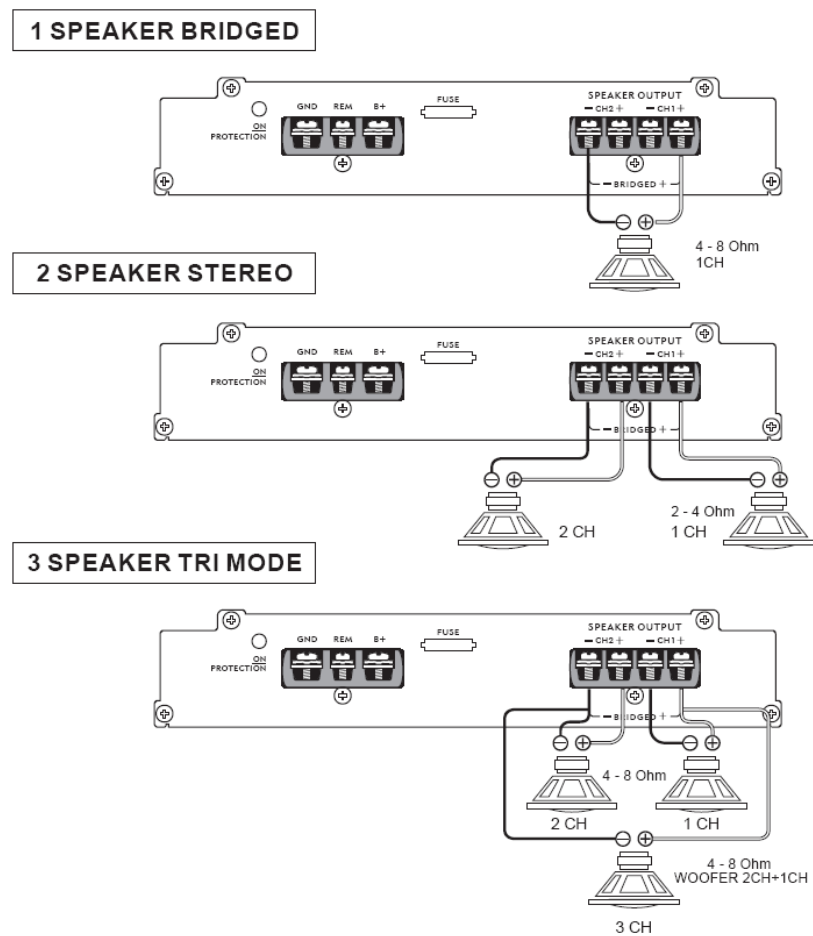 1 SPEAKER BRIDGED
FUSE
SPEAKER OUTPUT
GND REM B+
− CH2 + − CH1 +
ON
PROTECTION
− BRIDGED +
− +
4 - 8 Ohm
1CH
2 SPEAKER STEREO
FUSE
SPEAKER OUTPUT
GND REM B+
− CH2 + − CH1 +
ON
PROTECTION
− BRIDGED +
− + − +
2 - 4 Ohm
2 CH 1 CH
3 SPEAKER TRI MODE
FUSE
SPEAKER OUTPUT
GND REM B+
− CH2 + − CH1 +
ON
PROTECTION
− BRIDGED +
− + − +
4 - 8 Ohm
2 CH 1 CH
− +
4 - 8 Ohm
WOOFER 2CH+1CH
3 CH